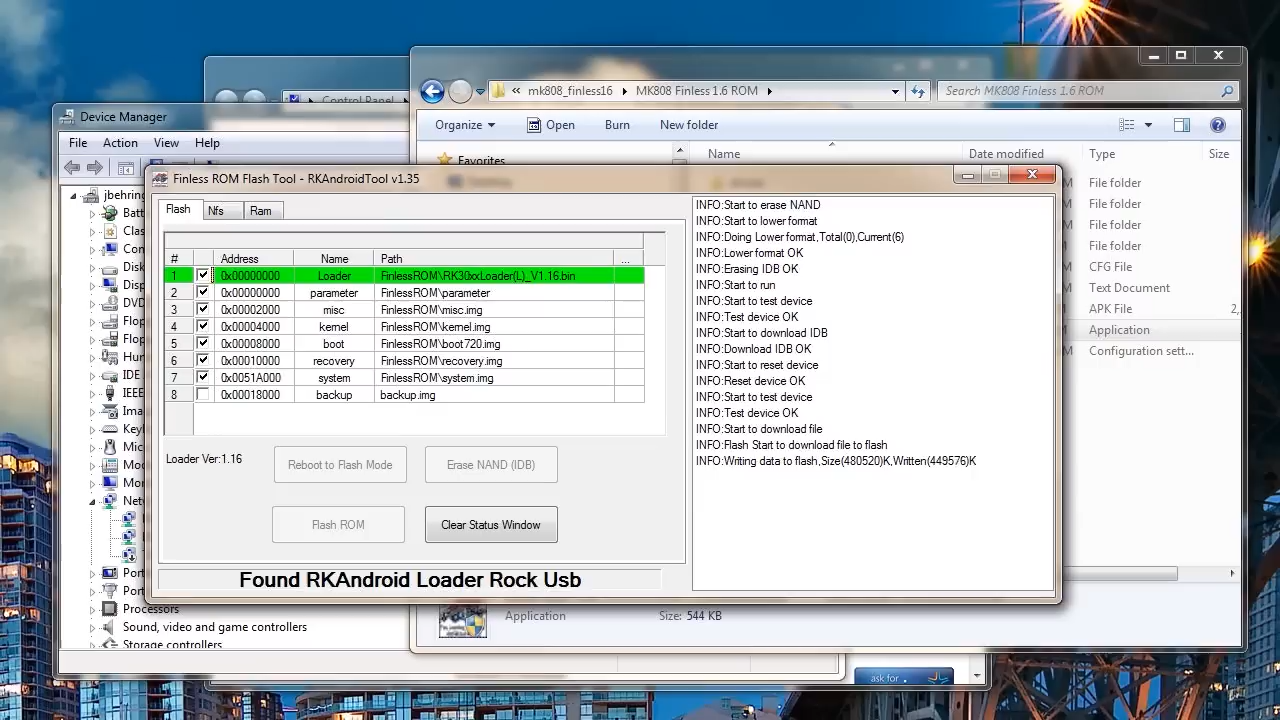 mk808_finless16 MK808 Finless 1.6 ROM Search MK808 Finless 1.6 ROM
Control Panel
Device Manager
File Action View Help
Organize Open Burn New folder
Favorites
Name Date modified Type Size
File folder
File folder
File folder
File folder
CFG File
Text Document
APK File 2,
Application
Configuration sett...
jbehring
Batt
Clas
Com
Disk
Disp
DVD
Flop
Flop
Hun
IDE
IEEE
Ima
Key
Mic
Mod
Mon
Netv
Port
Port
Processors
Sound, video and game controllers
Storage controllers
Finless ROM Flash Tool - RKAndroidTool v1.35
Flash Nfs Ram
# Address Name Path ...
1 0x00000000 Loader FinlessROM\RK30xxLoader(L)_V1.16.bin
2 0x00000000 parameter FinlessROM\parameter
3 0x00002000 misc FinlessROM\misc.img
4 0x00004000 kernel FinlessROM\kernel.img
5 0x00008000 boot FinlessROM\boot720.img
6 0x00010000 recovery FinlessROM\recovery.img
7 0x0051A000 system FinlessROM\system.img
8 0x00018000 backup backup.img
Loader Ver:1.16
Reboot to Flash Mode Erase NAND (IDB)
Flash ROM Clear Status Window
Found RKAndroid Loader Rock Usb
INFO:Start to erase NAND
INFO:Start to lower format
INFO:Doing Lower format,Total(0),Current(6)
INFO:Lower format OK
INFO:Erasing IDB OK
INFO:Start to run
INFO:Start to test device
INFO:Test device OK
INFO:Start to download IDB
INFO:Download IDB OK
INFO:Start to reset device
INFO:Reset device OK
INFO:Start to test device
INFO:Test device OK
INFO:Start to download file
INFO:Flash Start to download file to flash
INFO:Writing data to flash,Size(480520)K,Written(449576)K
Application Size: 544 KB
ask for .